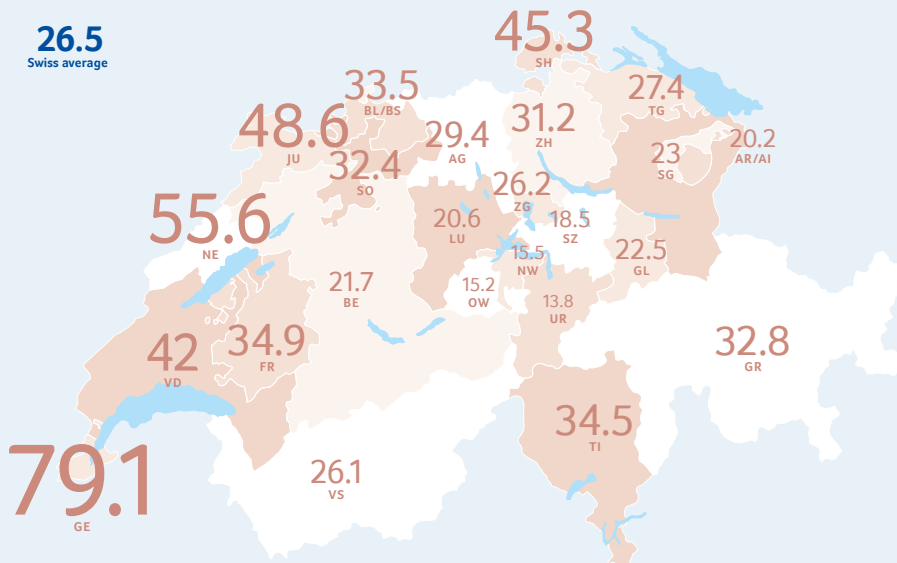 26.5
Swiss average
45.3
SH
33.5
BL/BS
27.4
TG
48.6
JU
29.4
AG
31.2
ZH
20.2
AR/AI
32.4
SO
23
SG
26.2
ZG
55.6
NE
20.6
LU
18.5
SZ
15.5
NW
22.5
GL
21.7
BE
15.2
OW
13.8
UR
42
VD
34.9
FR
32.8
GR
34.5
TI
79.1
GE
26.1
VS